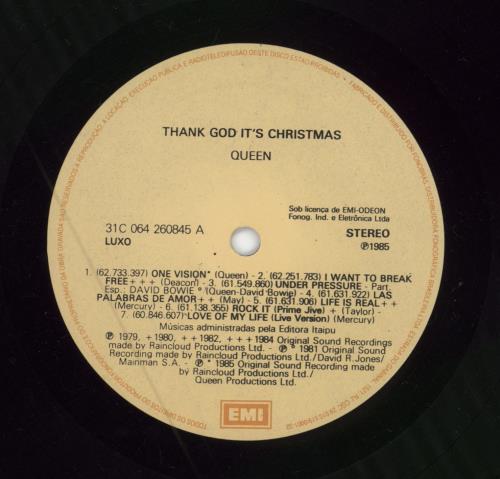 THANK GOD IT'S CHRISTMAS
QUEEN
Sob licença de EMI-ODEON
Fonog. Ind. e Eletrônica Ltda
31C 064 260845 A
STEREO
LUXO
℗1985
1. (62.733.397) ONE VISION* (Queen) - 2. (62.251.783) I WANT TO BREAK
FREE+++ (Deacon) - 3. (61.549.860) UNDER PRESSURE - Part.
Esp.: DAVID BOWIE ° (Queen-David Bowie) - 4. (61.631.922) LAS
PALABRAS DE AMOR++ (May) - 5. (61.631.906) LIFE IS REAL++
(Mercury) - 6. (61.138.355) ROCK IT (Prime Jive) + (Taylor) -
7. (60.846.607) LOVE OF MY LIFE (Live Version) (Mercury)
Músicas administradas pela Editora Itaipu
℗ 1979, +1980, ++1982, +++1984 Original Sound Recordings
made by Raincloud Productions Ltd. - ℗ ° 1981 Original Sound
Recording made by Raincloud Productions Ltd./David R.Jones/
Mainman S.A. - ℗ *1985 Original Sound Recording made
by Raincloud Productions Ltd./
Queen Productions Ltd.
EMI